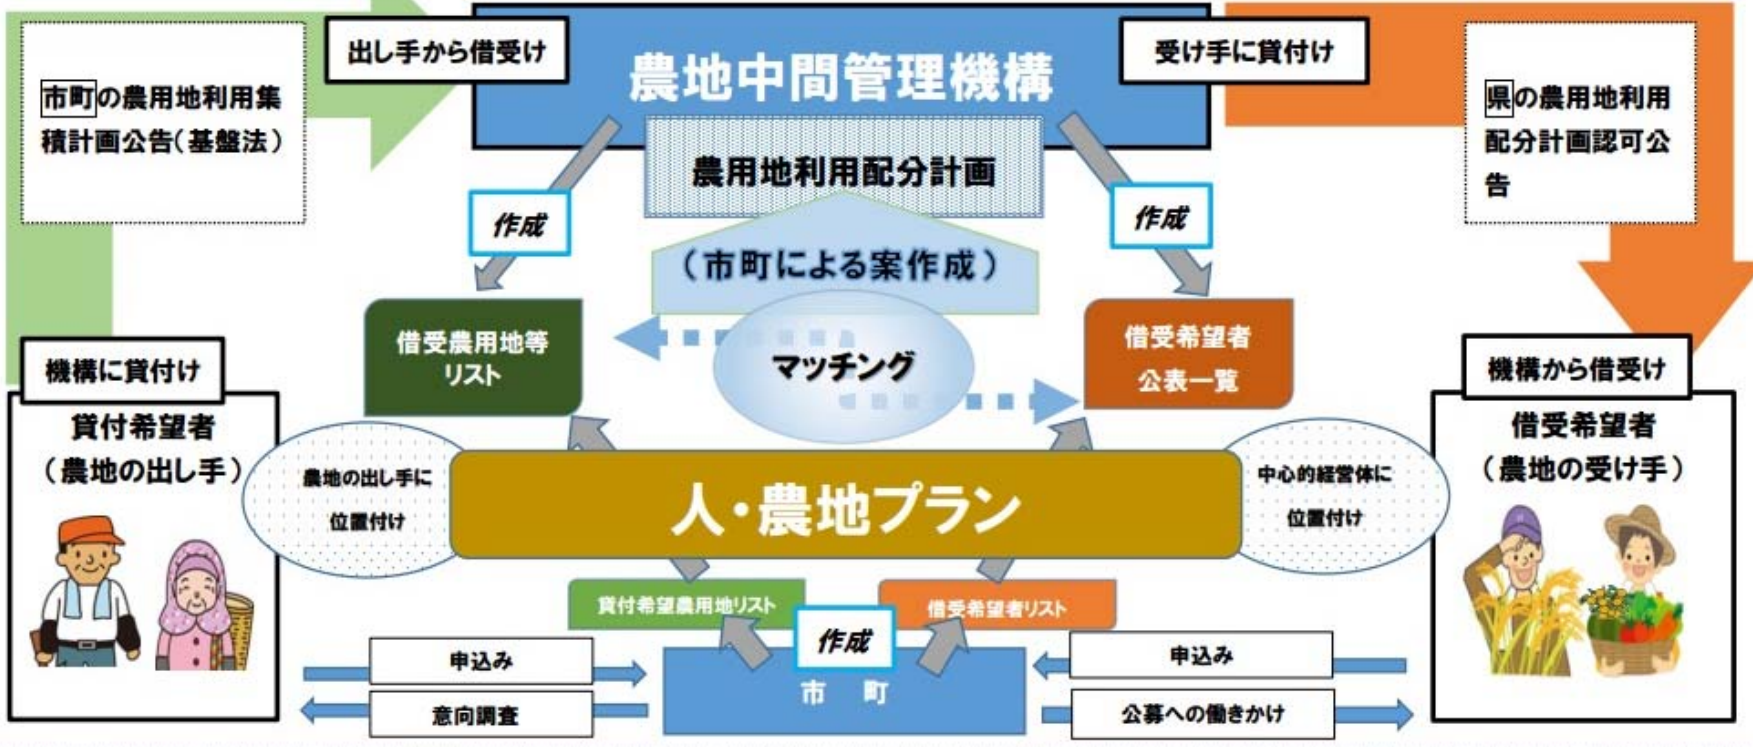 出し手から借受け
農地中間管理機構
受け手に貸付け
市町の農用地利用集
積計画公告(基盤法)
県の農用地利用
配分計画認可公
告
農用地利用配分計画
作成
作成
(市町による案作成)
借受農用地等
リスト
マッチング
借受希望者
公表一覧
機構に貸付け
機構から借受け
貸付希望者
(農地の出し手)
借受希望者
(農地の受け手)
農地の出し手に
位置付け
人・農地プラン
中心的経営体に
位置付け
貸付希望農用地リスト
借受希望者リスト
作成
市 町
申込み
意向調査
申込み
公募への働きかけ